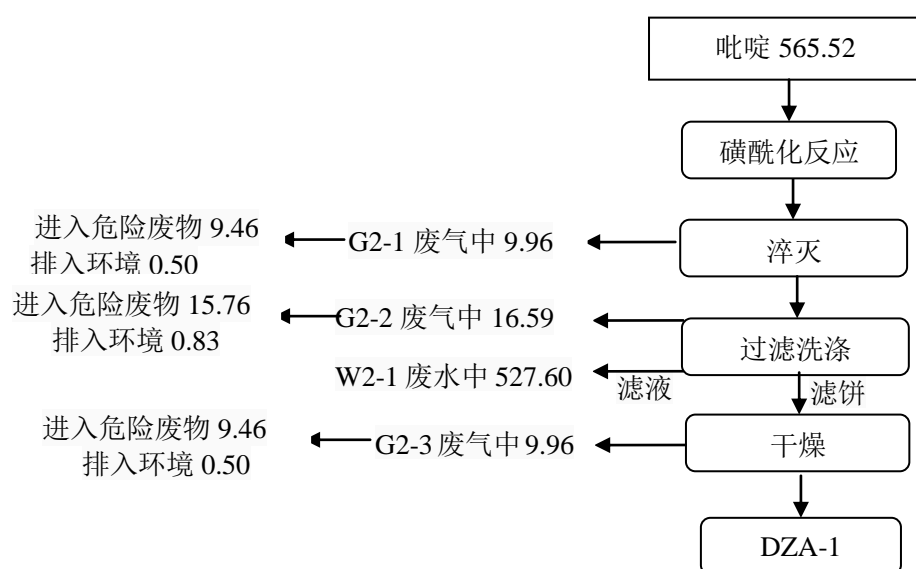 吡啶 565.52
磺酰化反应
进入危险废物 9.46
排入环境 0.50
G2-1 废气中 9.96
淬灭
进入危险废物 15.76
排入环境 0.83
G2-2 废气中 16.59
过滤洗涤
W2-1 废水中 527.60
滤液
滤饼
进入危险废物 9.46
排入环境 0.50
G2-3 废气中 9.96
干燥
DZA-1